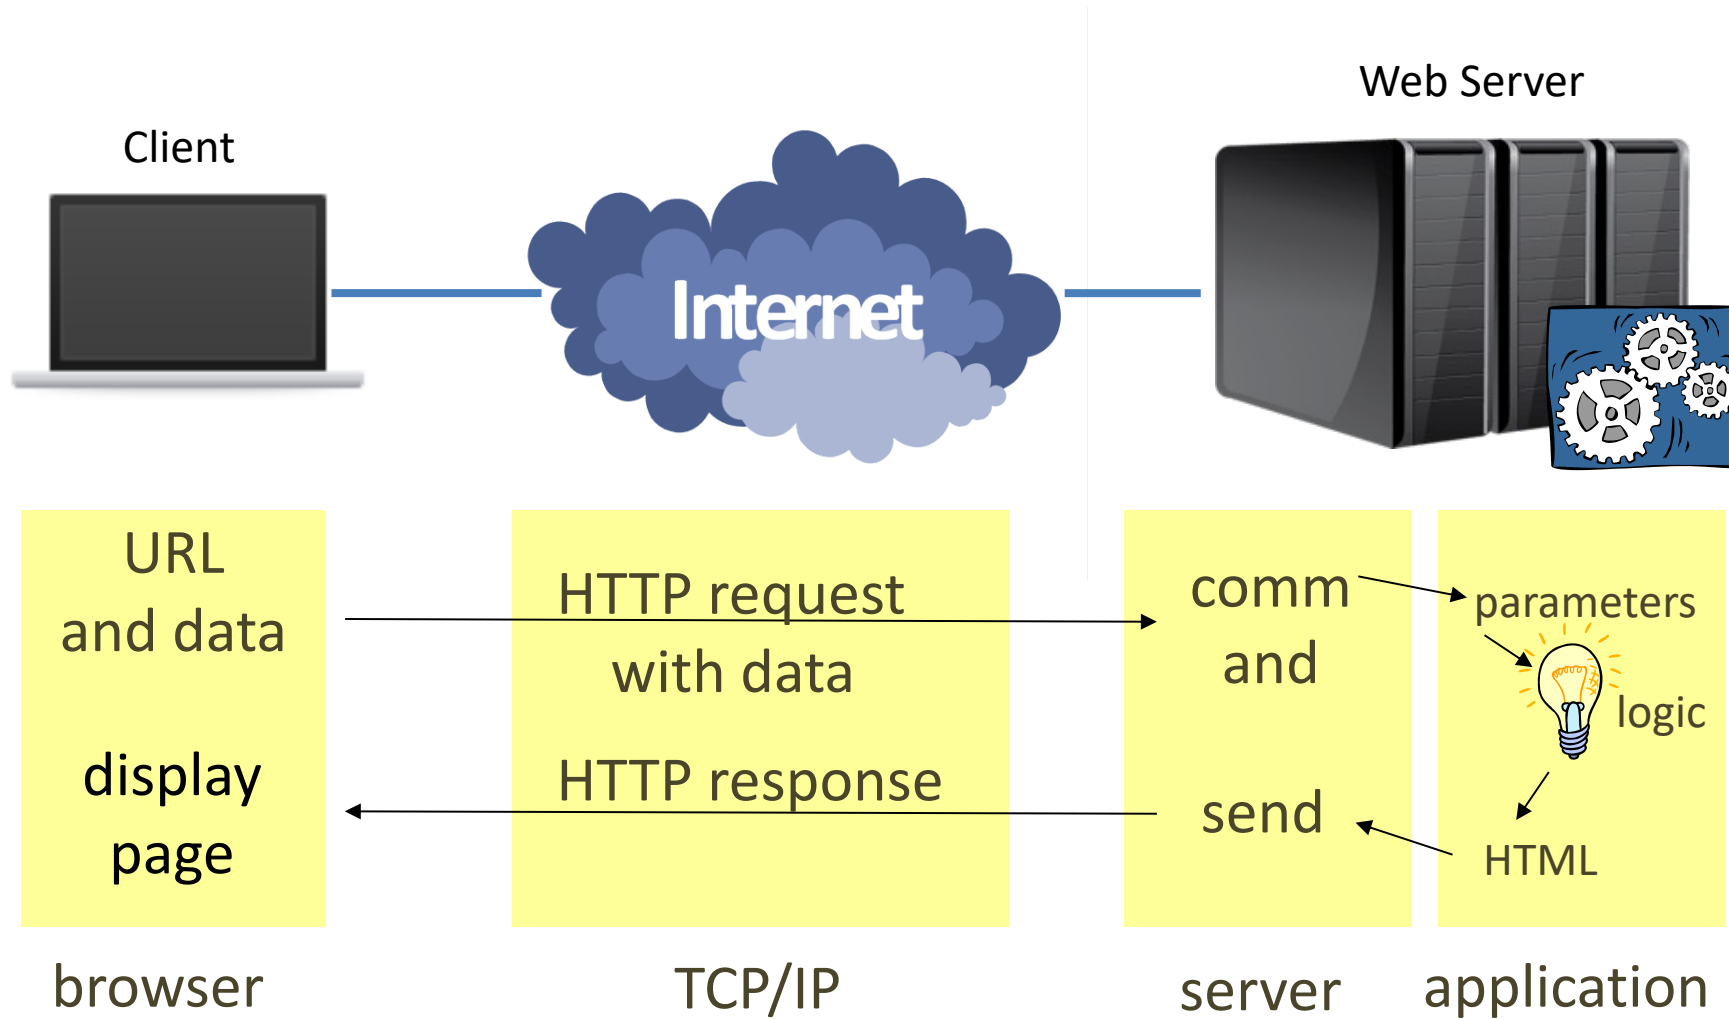 Web Server
Client
Internet
URL
and data
HTTP request
with data
comm
and
parameters
logic
display
page
HTTP response
send
HTML
browser
TCP/IP
server
application